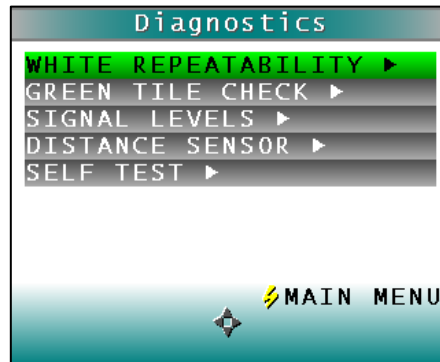 Diagnostics
WHITE REPEATABILITY ▶
GREEN TILE CHECK ▶
SIGNAL LEVELS ▶
DISTANCE SENSOR ▶
SELF TEST ▶
MAIN MENU